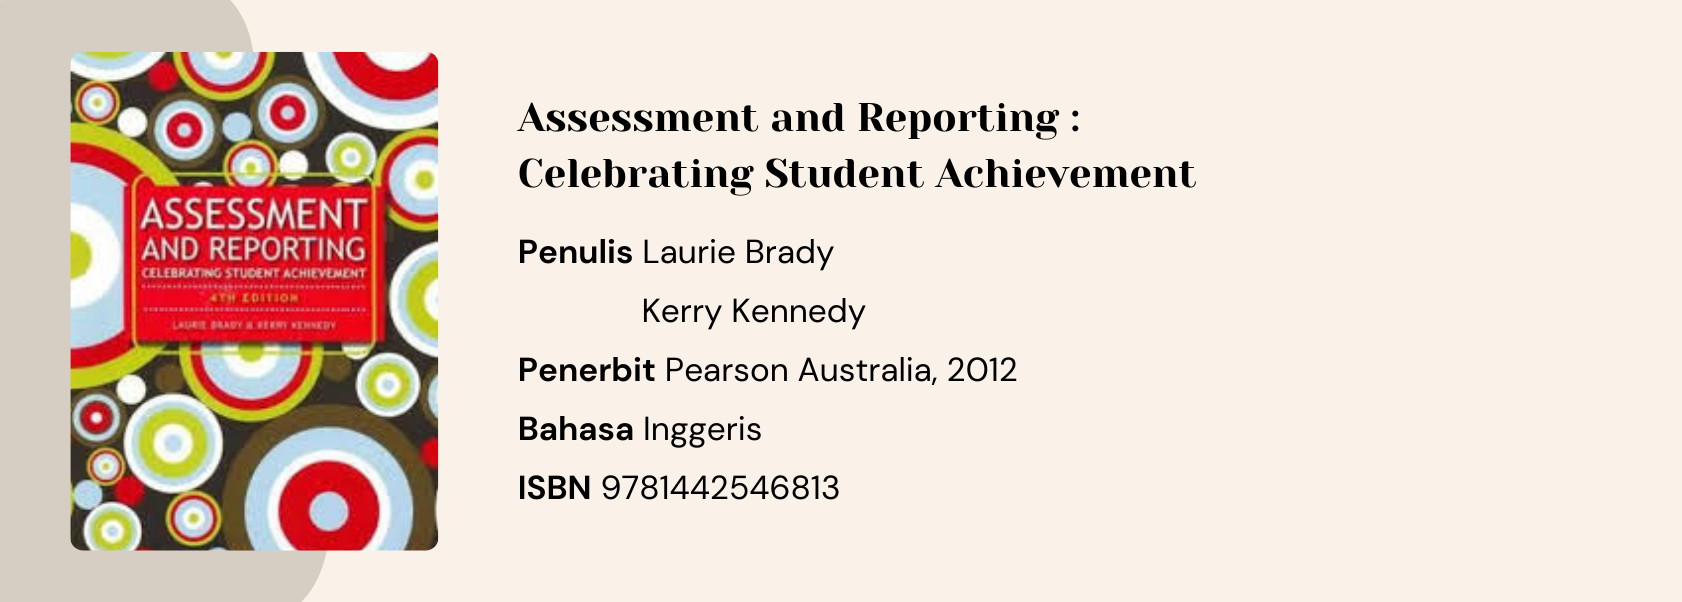 ASSESSMENT
AND REPORTING
CELEBRATING STUDENT ACHIEVEMENT
4TH EDITION
LAURIE BRADY & KERRY KENNEDY
Assessment and Reporting :
Celebrating Student Achievement
Penulis Laurie Brady
Kerry Kennedy
Penerbit Pearson Australia, 2012
Bahasa Inggeris
ISBN 9781442546813